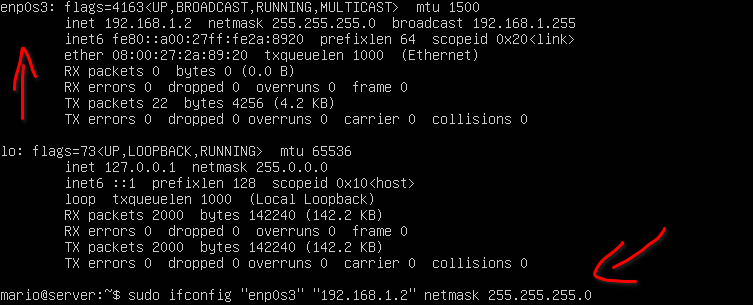 enp0s3: flags=4163<UP,BROADCAST,RUNNING,MULTICAST>  mtu 1500
inet 192.168.1.2  netmask 255.255.255.0  broadcast 192.168.1.255
inet6 fe80::a00:27ff:fe2a:8920  prefixlen 64  scopeid 0x20<link>
ether 08:00:27:2a:89:20  txqueuelen 1000  (Ethernet)
RX packets 0  bytes 0 (0.0 B)
RX errors 0  dropped 0  overruns 0  frame 0
TX packets 22  bytes 4256 (4.2 KB)
TX errors 0  dropped 0 overruns 0  carrier 0  collisions 0
lo: flags=73<UP,LOOPBACK,RUNNING>  mtu 65536
inet 127.0.0.1  netmask 255.0.0.0
inet6 ::1  prefixlen 128  scopeid 0x10<host>
loop  txqueuelen 1000  (Local Loopback)
RX packets 2000  bytes 142240 (142.2 KB)
RX errors 0  dropped 0  overruns 0  frame 0
TX packets 2000  bytes 142240 (142.2 KB)
TX errors 0  dropped 0 overruns 0  carrier 0  collisions 0
mario@server:~$ sudo ifconfig "enp0s3" "192.168.1.2" netmask 255.255.255.0